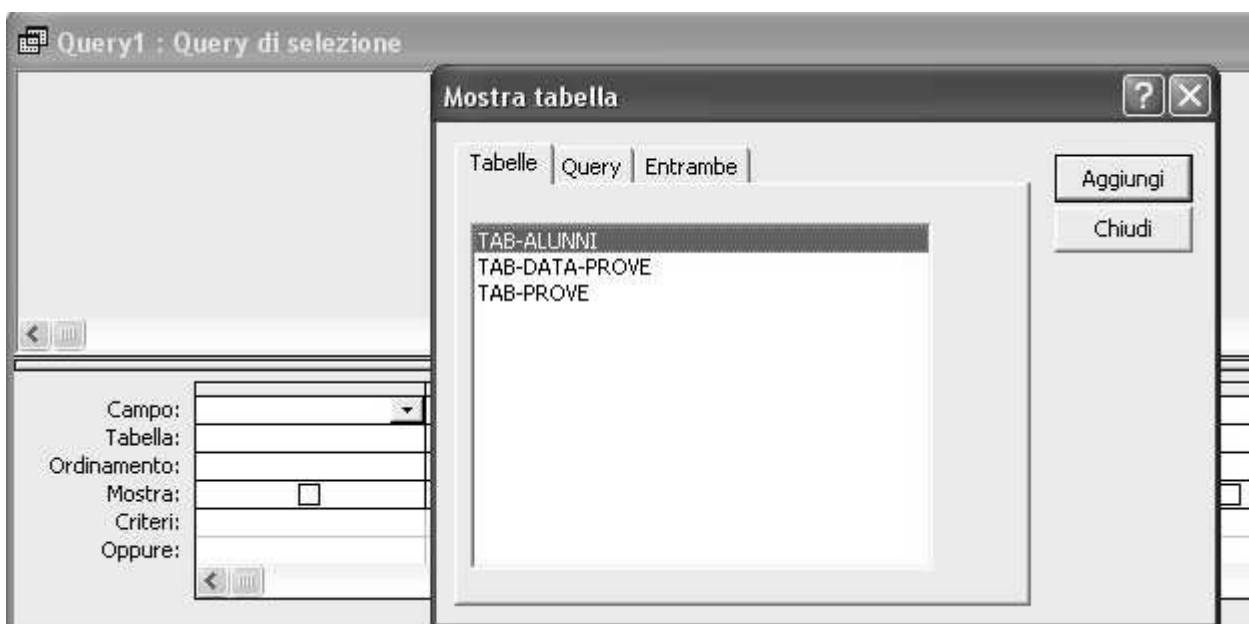 Query1 : Query di selezione
Mostra tabella
Tabelle Query Entrambe
Aggiungi
Chiudi
TAB-ALUNNI
TAB-DATA-PROVE
TAB-PROVE
Campo:
Tabella:
Ordinamento:
Mostra:
Criteri:
Oppure: